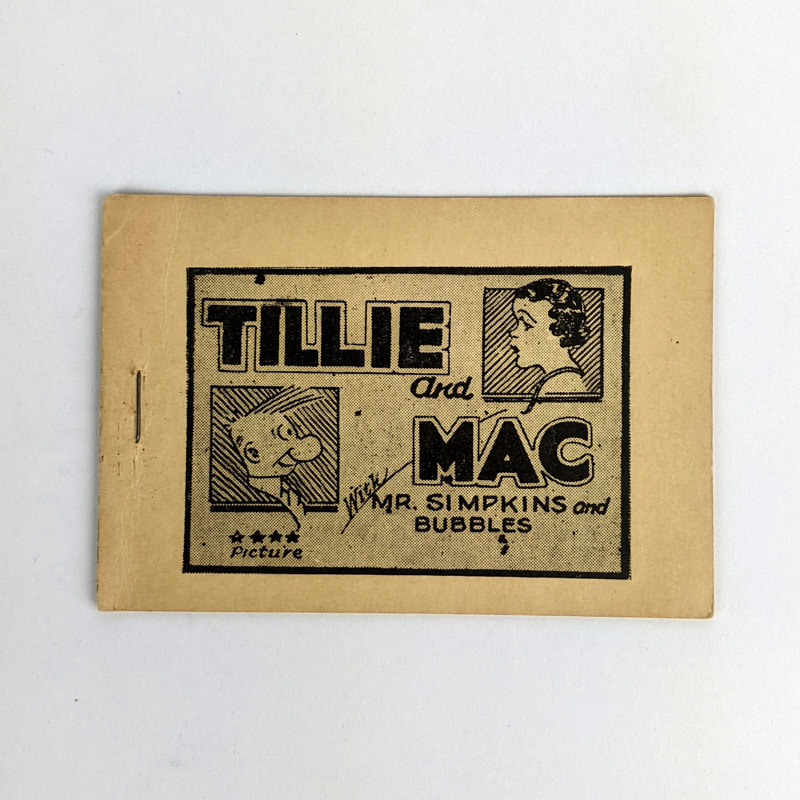 TILLIE
and
MAC
With
MR. SIMPKINS and
BUBBLES
★★★★
Picture